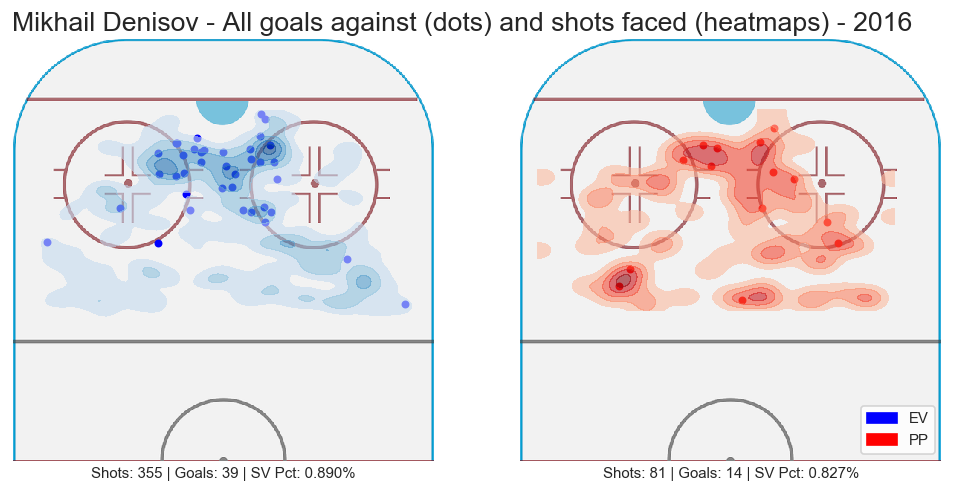 Mikhail Denisov - All goals against (dots) and shots faced (heatmaps) - 2016
EV
PP
Shots: 355 | Goals: 39 | SV Pct: 0.890%
Shots: 81 | Goals: 14 | SV Pct: 0.827%